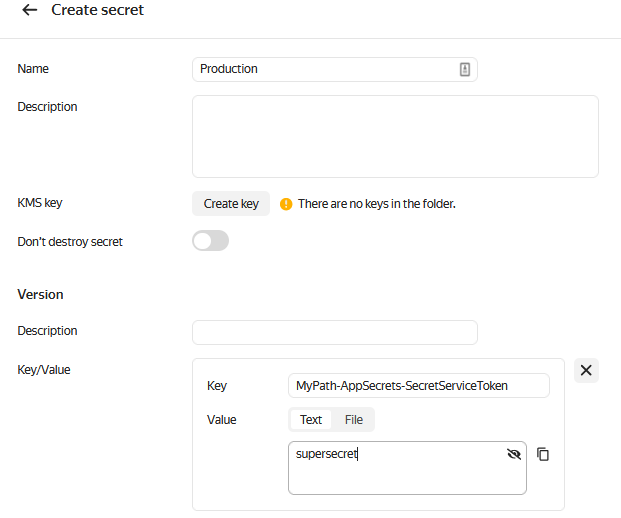 Create secret
Name Production
Description
KMS key Create key There are no keys in the folder.
Don't destroy secret
Version
Description
Key/Value
Key MyPath-AppSecrets-SecretServiceToken
Value Text File
supersecret